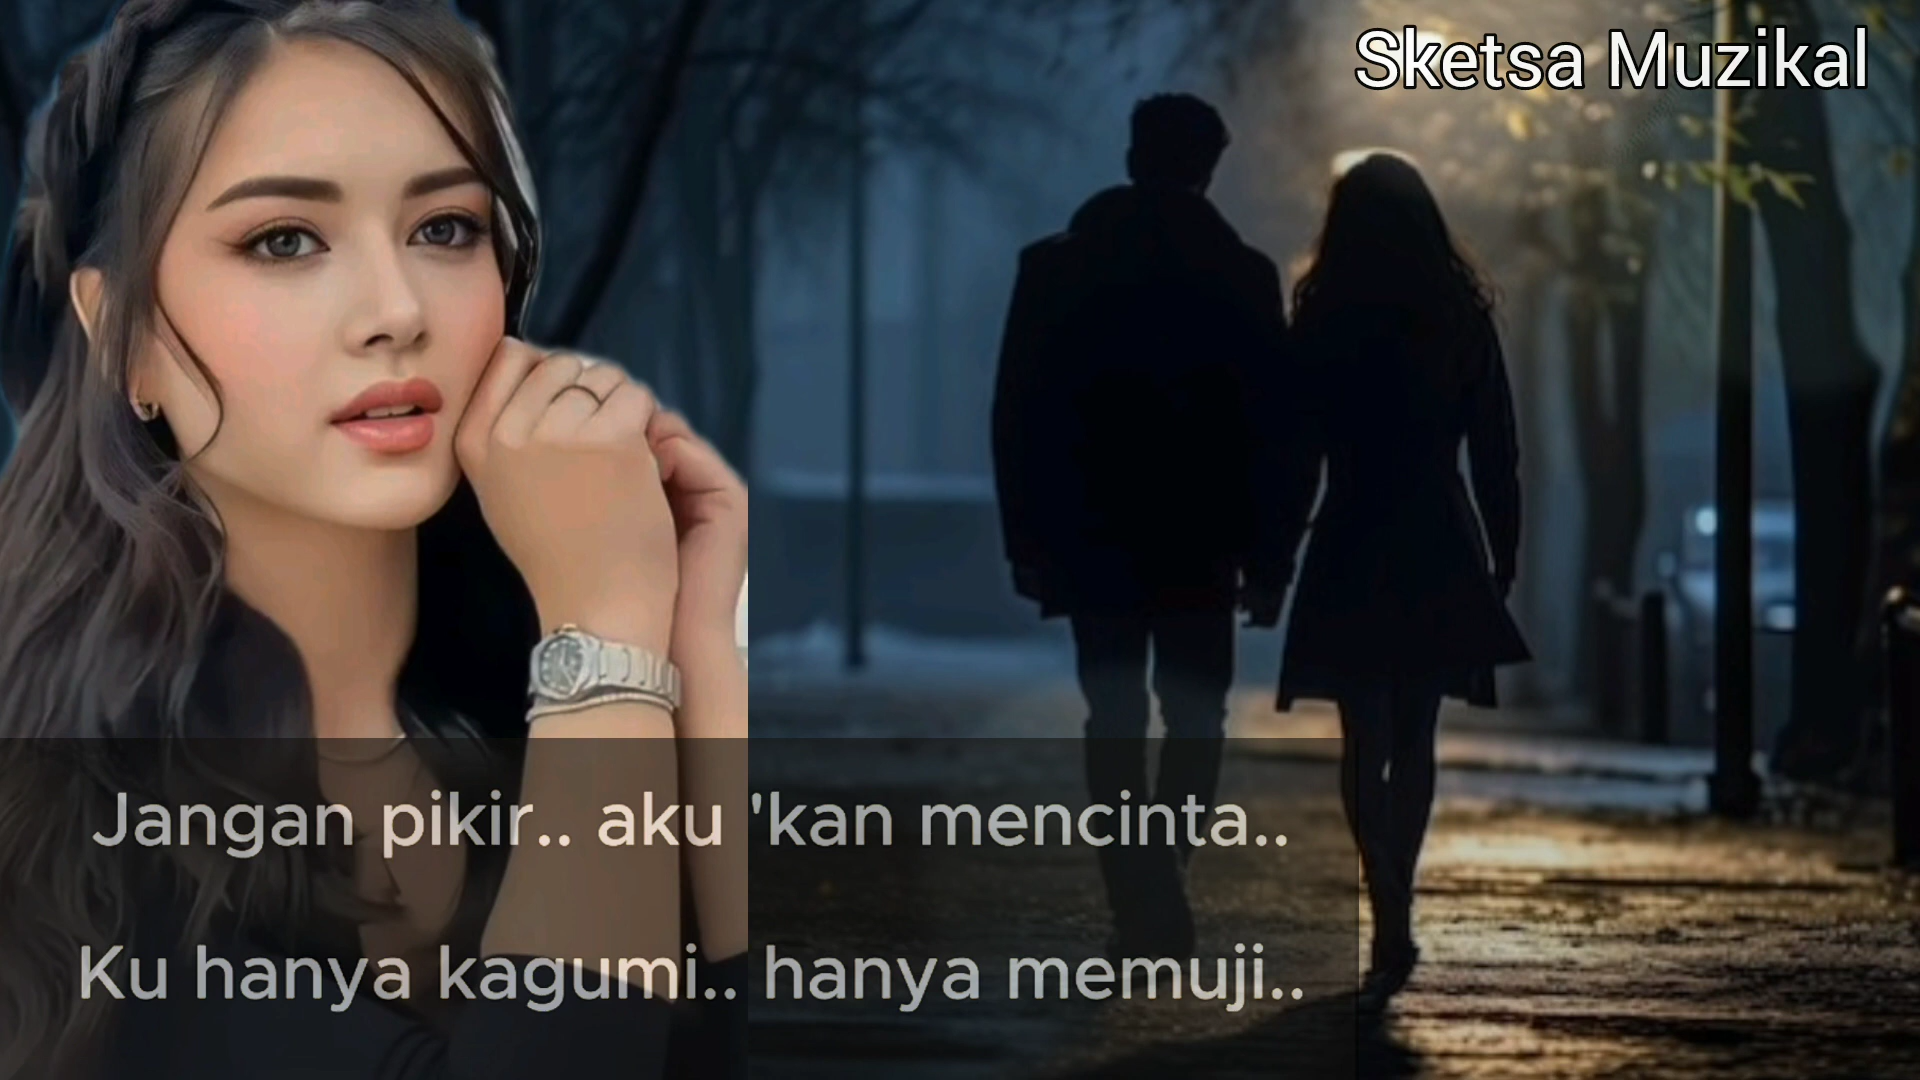 Sketsa Muzikal
Jangan pikir.. aku 'kan mencinta..
Ku hanya kagumi.. hanya memuji..